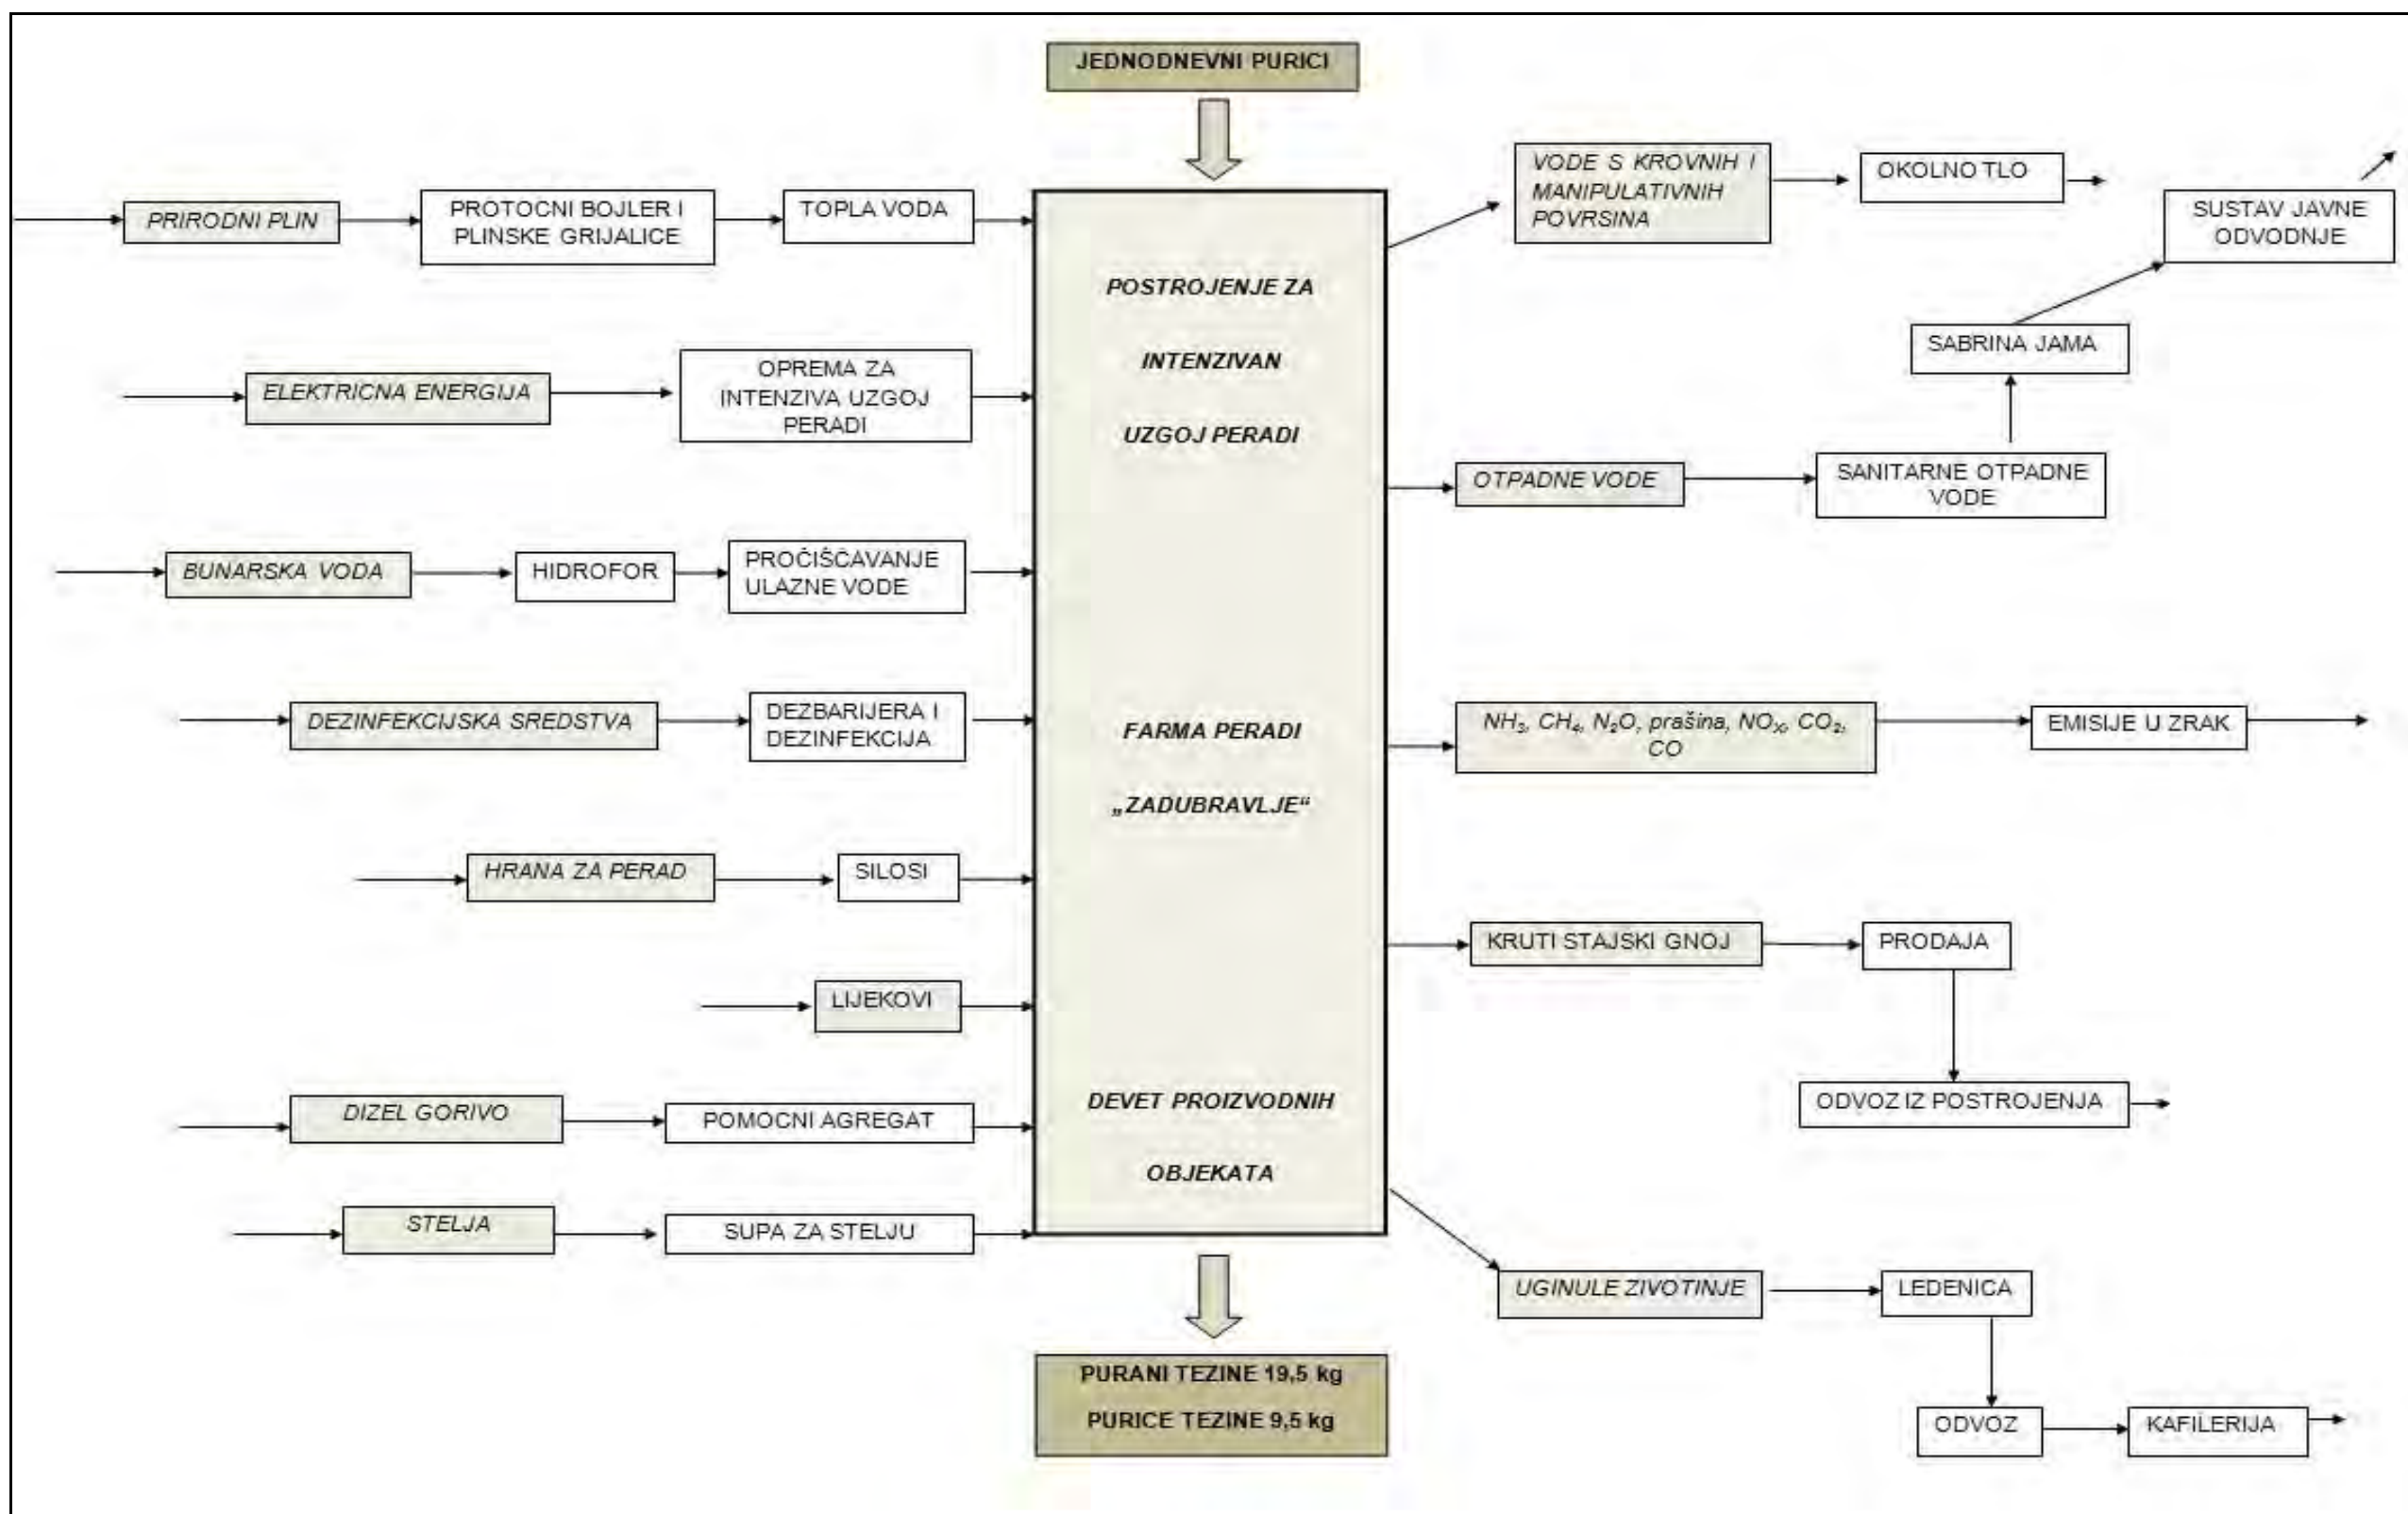 JEDNODNEVNI PURICI
PRIRODNI PLIN
PROTOCNI BOJLER I
PLINSKE GRIJALICE
TOPLA VODA
ELEKTRICNA ENERGIJA
OPREMA ZA
INTENZIVA UZGOJ
PERADI
BUNARSKA VODA
HIDROFOR
PROČIŠČAVANJE
ULAZNE VODE
DEZINFEKCIJSKA SREDSTVA
DEZBARIJERA I
DEZINFEKCIJA
HRANA ZA PERAD
SILOSI
LIJEKOVI
DIZEL GORIVO
POMOCNI AGREGAT
STELJA
SUPA ZA STELJU
POSTROJENJE ZA
INTENZIVAN
UZGOJ PERADI
FARMA PERADI
„ZADUBRAVLJE“
DEVET PROIZVODNIH
OBJEKATA
PURANI TEZINE 19,5 kg
PURICE TEZINE 9,5 kg
VODE S KROVNIH I
MANIPULATIVNIH
POVRSINA
OKOLNO TLO
SUSTAV JAVNE
ODVODNJE
SABRINA JAMA
OTPADNE VODE
SANITARNE OTPADNE
VODE
NH₃, CH₄, N₂O, prašina, NOₓ, CO₂,
CO
EMISIJE U ZRAK
KRUTI STAJSKI GNOJ
PRODAJA
ODVOZ IZ POSTROJENJA
UGINULE ZIVOTINJE
LEDENICA
ODVOZ
KAFILERIJA